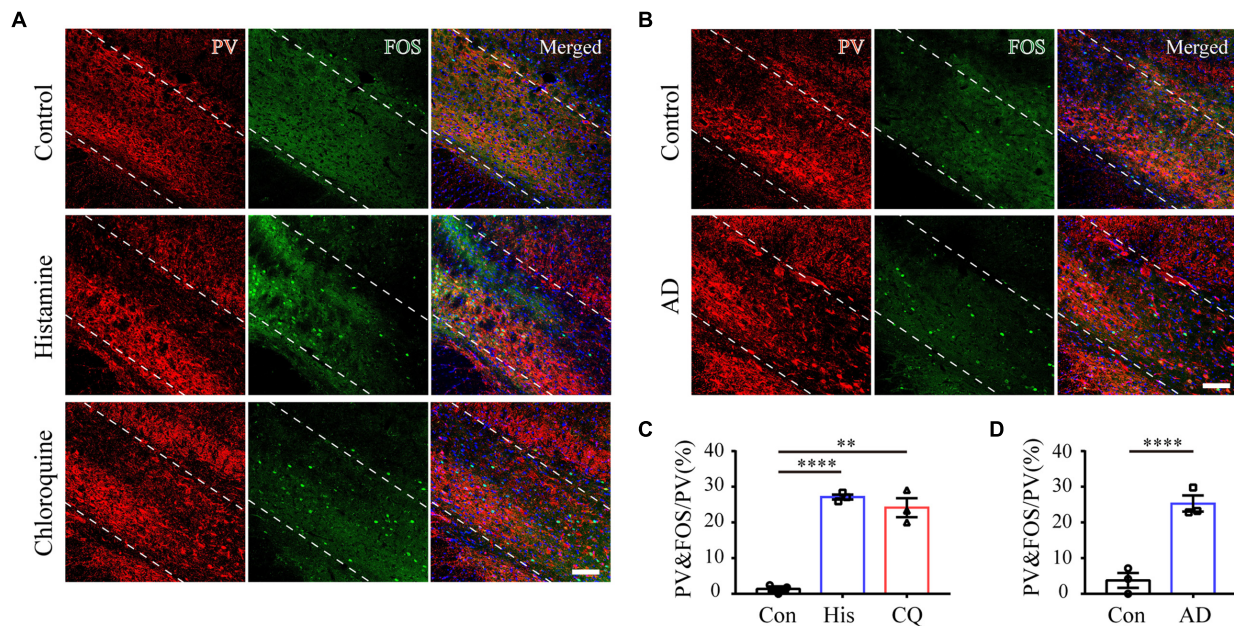 A
PV FOS Merged
Control
Histamine
Chloroquine
B
PV FOS Merged
Control
AD
C
PV&FOS/PV(%)
40
30
20
10
0
**
****
Con His CQ
D
PV&FOS/PV(%)
40
30
20
10
0
****
Con AD